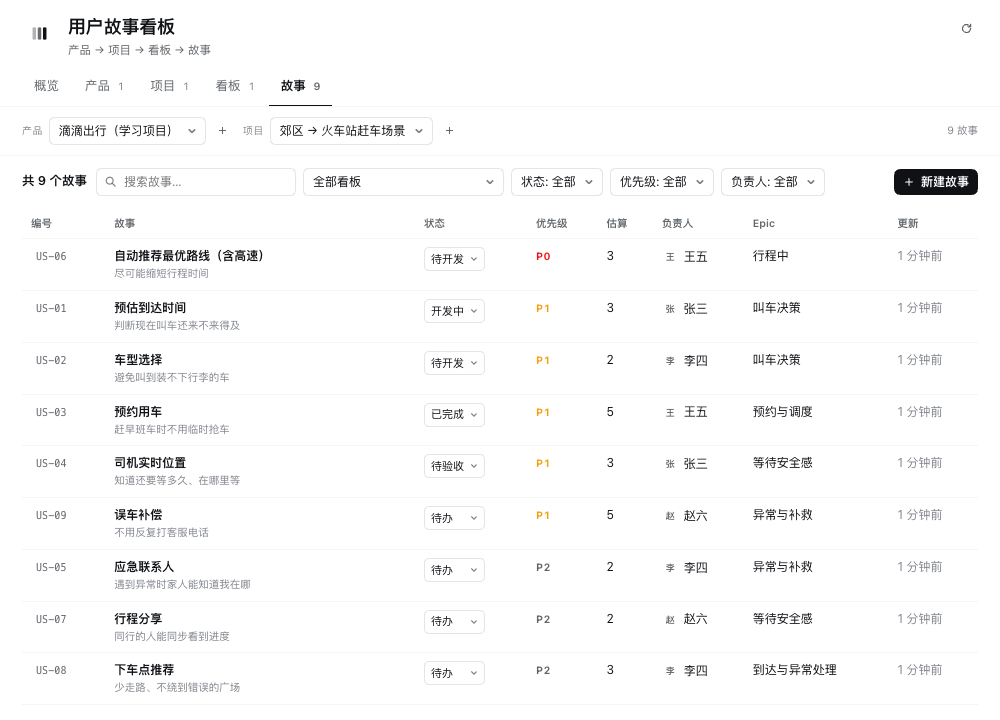 用户故事看板
产品 → 项目 → 看板 → 故事
概览 产品 1 项目 1 看板 1 故事 9
产品 滴滴出行（学习项目） + 项目 郊区 → 火车站赶车场景 + 9 故事
共 9 个故事 搜索故事... 全部看板 状态: 全部 优先级: 全部 负责人: 全部 + 新建故事
编号 故事 状态 优先级 估算 负责人 Epic 更新
US-06 自动推荐最优路线（含高速） 待开发 P0 3 王 王五 行程中 1 分钟前
尽可能缩短行程时间
US-01 预估到达时间 开发中 P1 3 张 张三 叫车决策 1 分钟前
判断现在叫车还来不来得及
US-02 车型选择 待开发 P1 2 李 李四 叫车决策 1 分钟前
避免叫到装不下行李的车
US-03 预约用车 已完成 P1 5 王 王五 预约与调度 1 分钟前
赶早班车时不用临时抢车
US-04 司机实时位置 待验收 P1 3 张 张三 等待安全感 1 分钟前
知道还要等多久、在哪里等
US-09 误车补偿 待办 P1 5 赵 赵六 异常与补救 1 分钟前
不用反复打客服电话
US-05 应急联系人 待办 P2 2 李 李四 异常与补救 1 分钟前
遇到异常时家人能知道我在哪
US-07 行程分享 待办 P2 2 赵 赵六 等待安全感 1 分钟前
同行的人能同步看到进度
US-08 下车点推荐 待办 P2 3 李 李四 到达与异常处理 1 分钟前
少走路、不绕到错误的广场